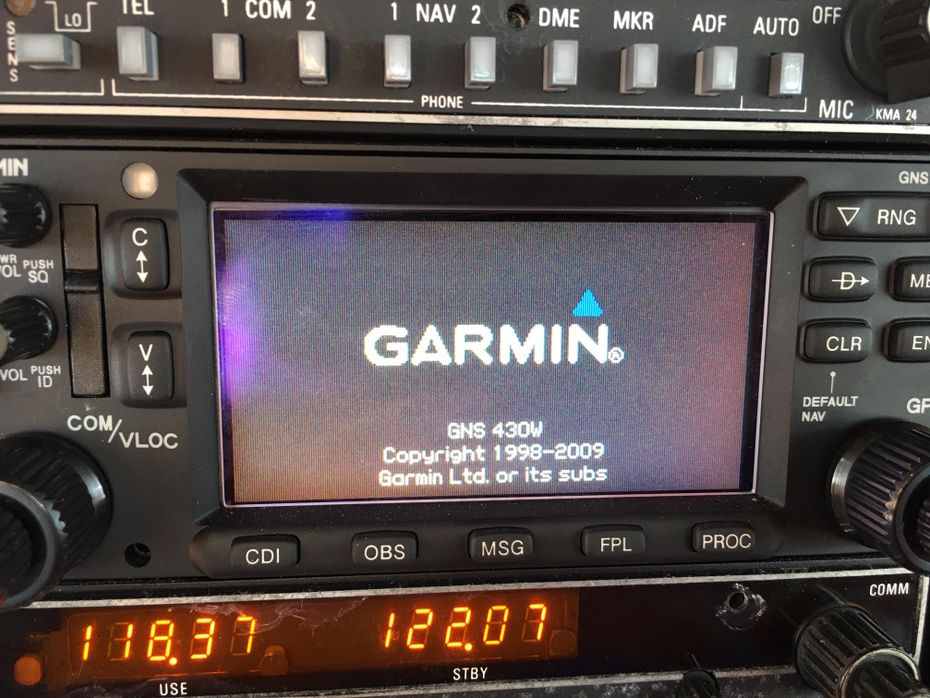 SENS
LO
TEL
1 COM 2
1 NAV 2
DME
MKR
ADF
AUTO
OFF
PHONE
MIC
KMA 24
GNS
C
PUSH
SQ
V
VOL
PUSH
ID
COM/VLOC
GARMIN®
GNS 430W
Copyright 1998-2009
Garmin Ltd. or its subs
RNG
D
CLR
DEFAULT
NAV
CDI
OBS
MSG
FPL
PROC
COMM
118.37
122.07
USE
STBY